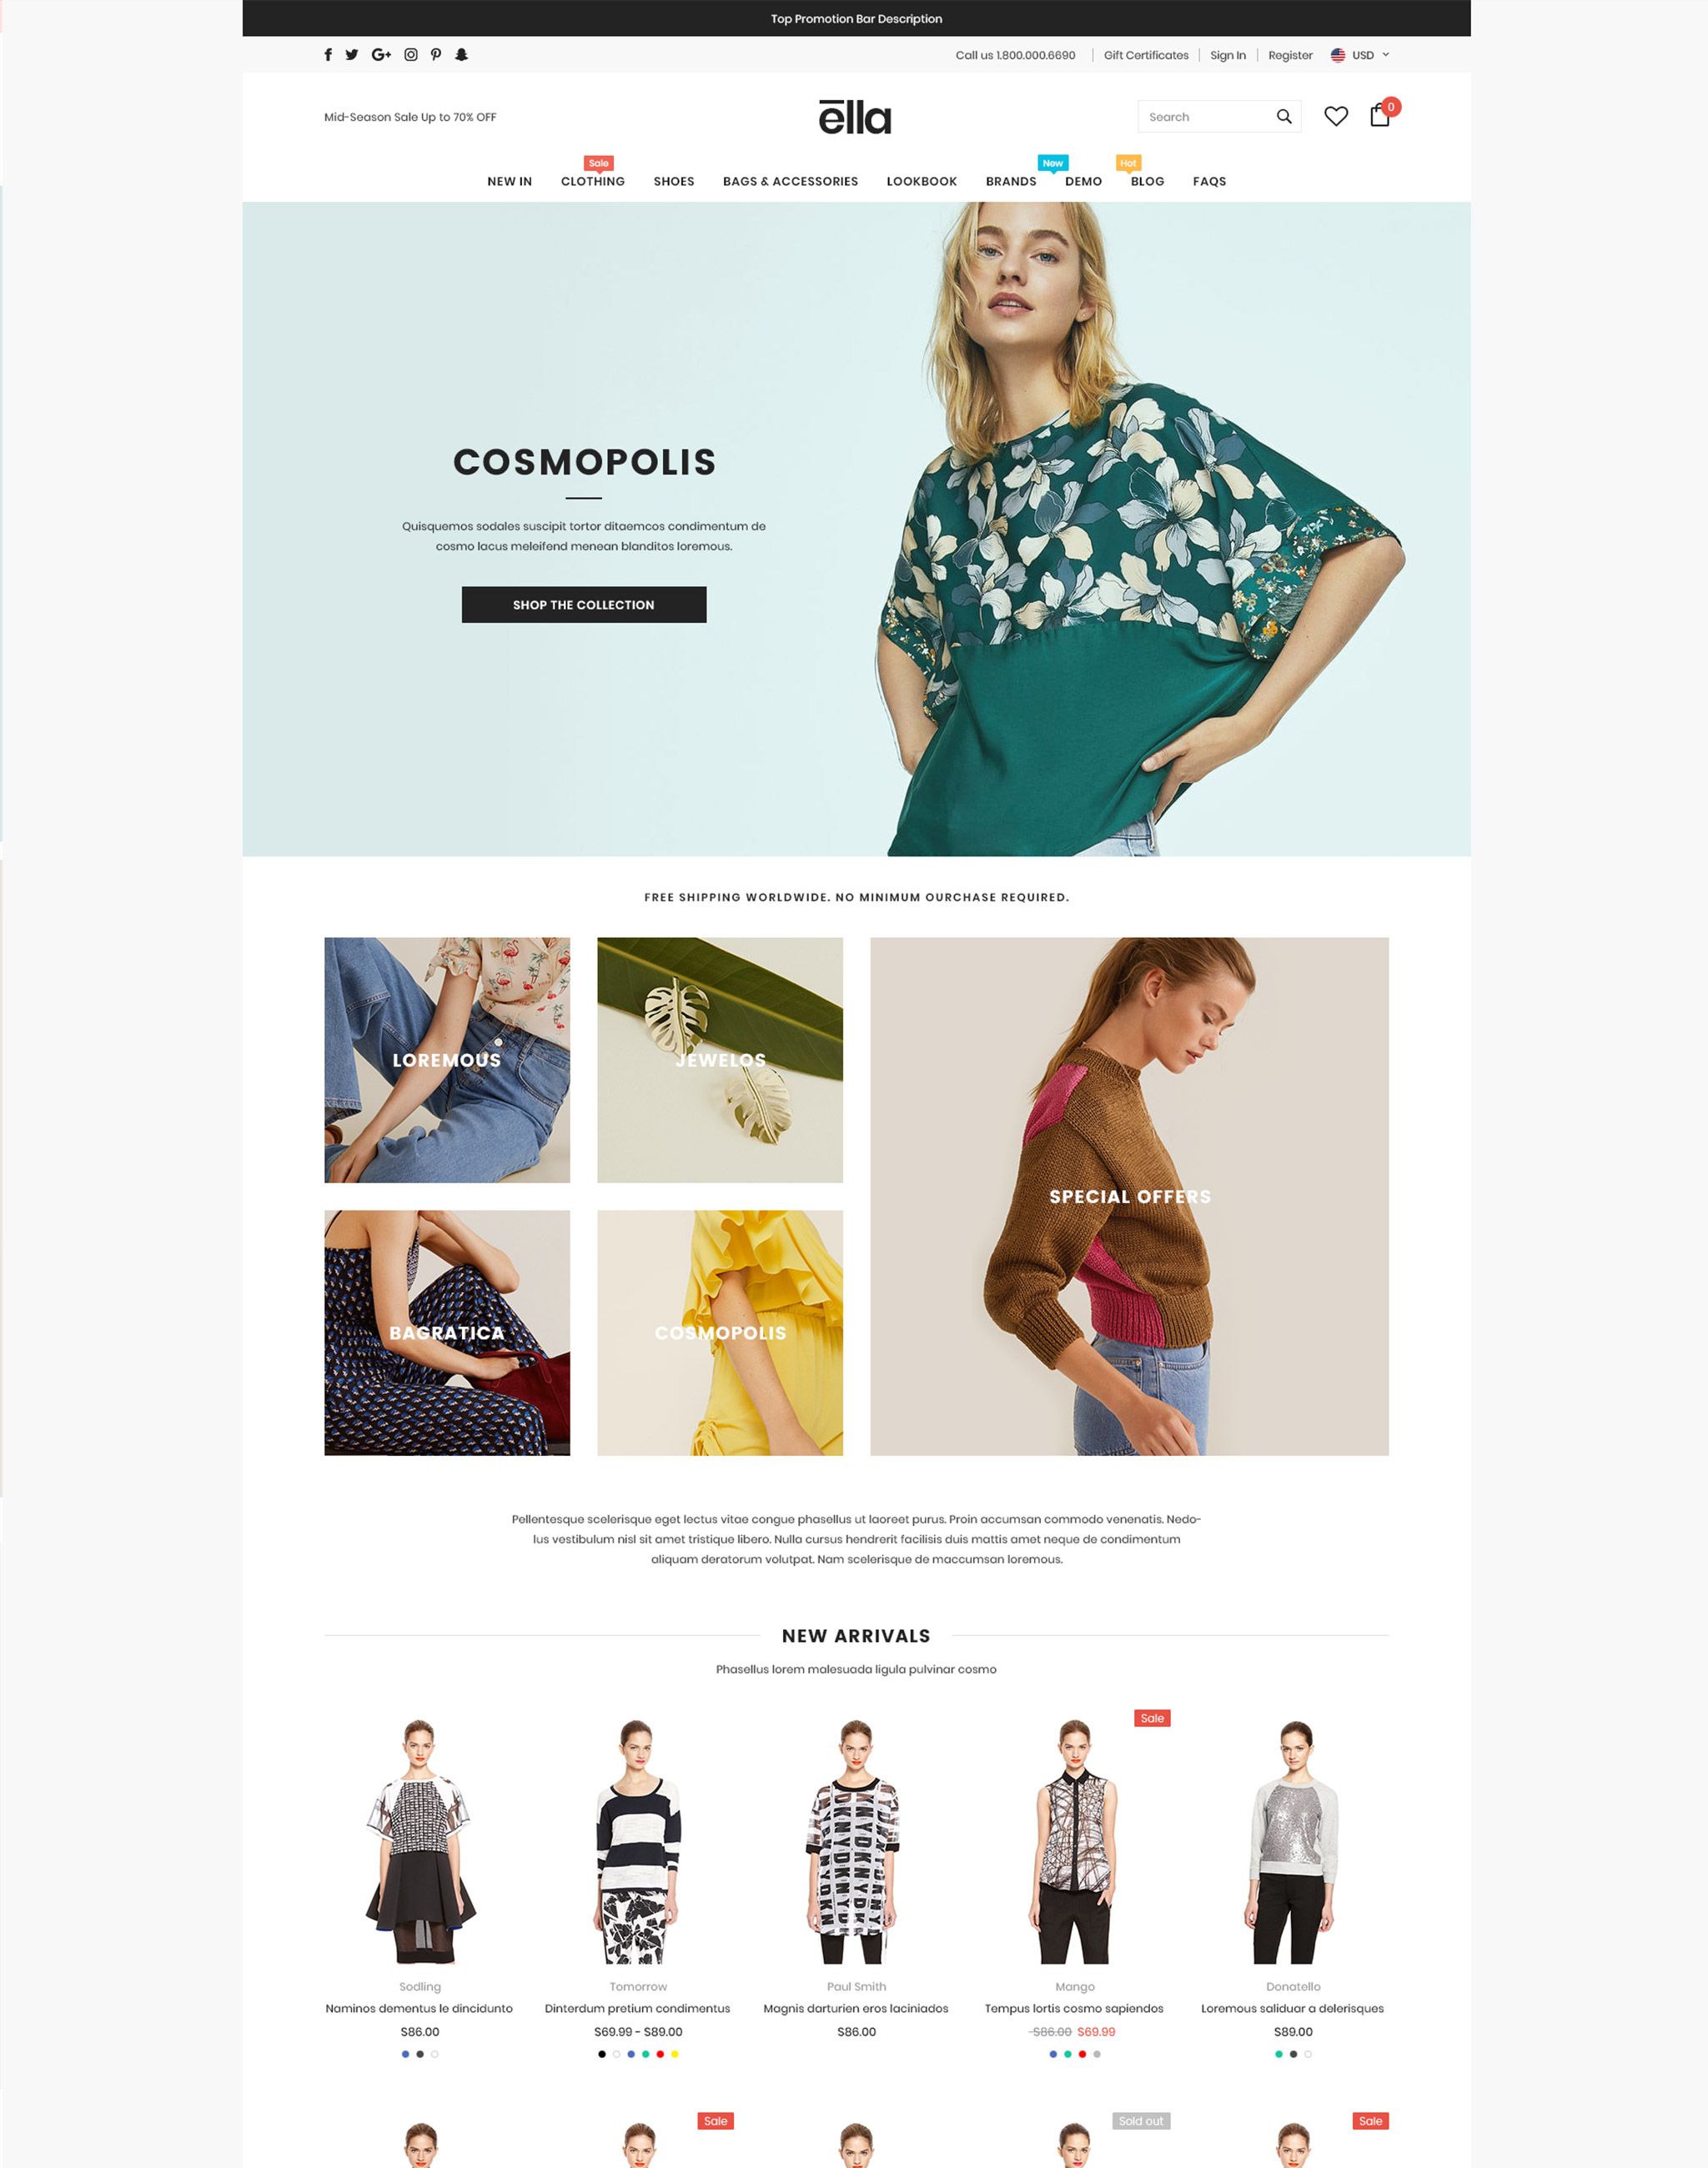 Top Promotion Bar Description
Call us 1.800.000.6690
Gift Certificates
Sign In
Register
USD
Mid-Season Sale Up to 70% OFF
ēlla
Search
0
Sale
New
Hot
NEW IN
CLOTHING
SHOES
BAGS & ACCESSORIES
LOOKBOOK
BRANDS
DEMO
BLOG
FAQS
COSMOPOLIS
Quisquemos sodales suscipit tortor ditaemcos condimentum de
cosmo lacus meleifend menean blanditos loremous.
SHOP THE COLLECTION
FREE SHIPPING WORLDWIDE. NO MINIMUM OURCHASE REQUIRED.
LOREMOUS
JEWELOS
SPECIAL OFFERS
BAGRATICA
COSMOPOLIS
Pellentesque scelerisque eget lectus vitae congue phasellus ut laoreet purus. Proin accumsan commodo venenatis. Nedo-
lus vestibulum nisl sit amet tristique libero. Nulla cursus hendrerit facilisis duis mattis amet neque de condimentum
aliquam deratorum volutpat. Nam scelerisque de maccumsan loremous.
NEW ARRIVALS
Phasellus lorem malesuada ligula pulvinar cosmo
Sale
Sodling
Naminos dementus le dincidunto
$86.00
Tomorrow
Dinterdum pretium condimentus
$69.99 - $89.00
Paul Smith
Magnis darturien eros laciniados
$86.00
Mango
Tempus lortis cosmo sapiendos
$86.00 $69.99
Donatello
Loremous saliduar a delerisques
$89.00
Sale
Sold out
Sale